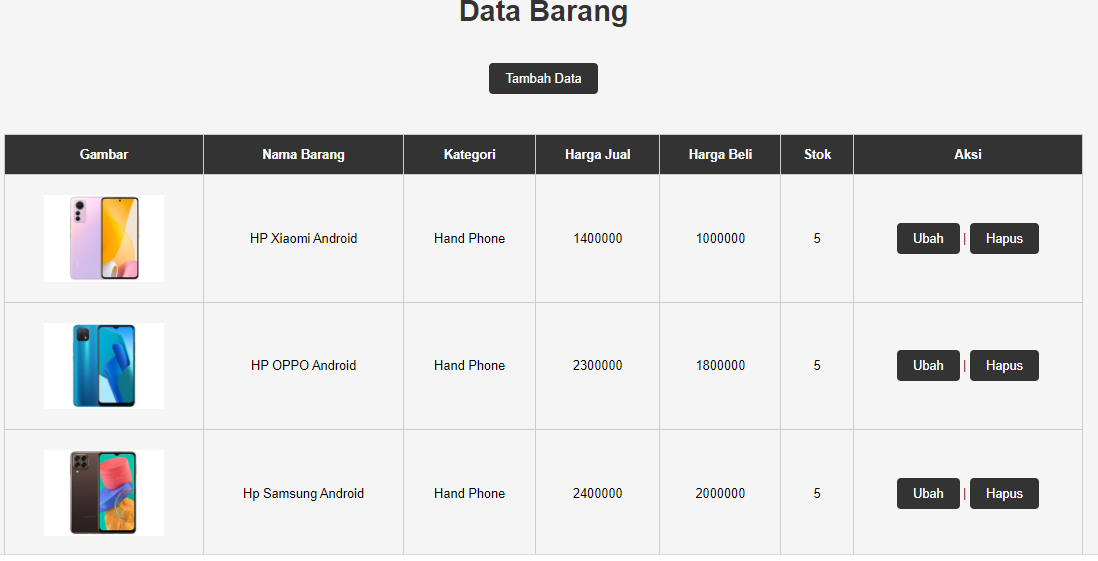 Data Barang
Tambah Data
Gambar Nama Barang Kategori Harga Jual Harga Beli Stok Aksi
HP Xiaomi Android Hand Phone 1400000 1000000 5 Ubah | Hapus
HP OPPO Android Hand Phone 2300000 1800000 5 Ubah | Hapus
Hp Samsung Android Hand Phone 2400000 2000000 5 Ubah | Hapus